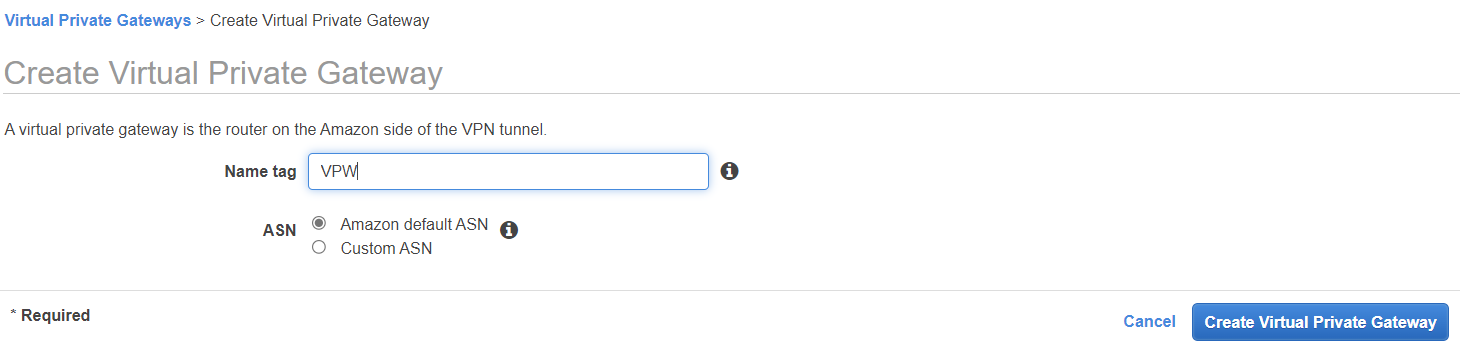 Virtual Private Gateways > Create Virtual Private Gateway
Create Virtual Private Gateway
A virtual private gateway is the router on the Amazon side of the VPN tunnel.
Name tag VPW
ASN Amazon default ASN
Custom ASN
* Required
Cancel Create Virtual Private Gateway